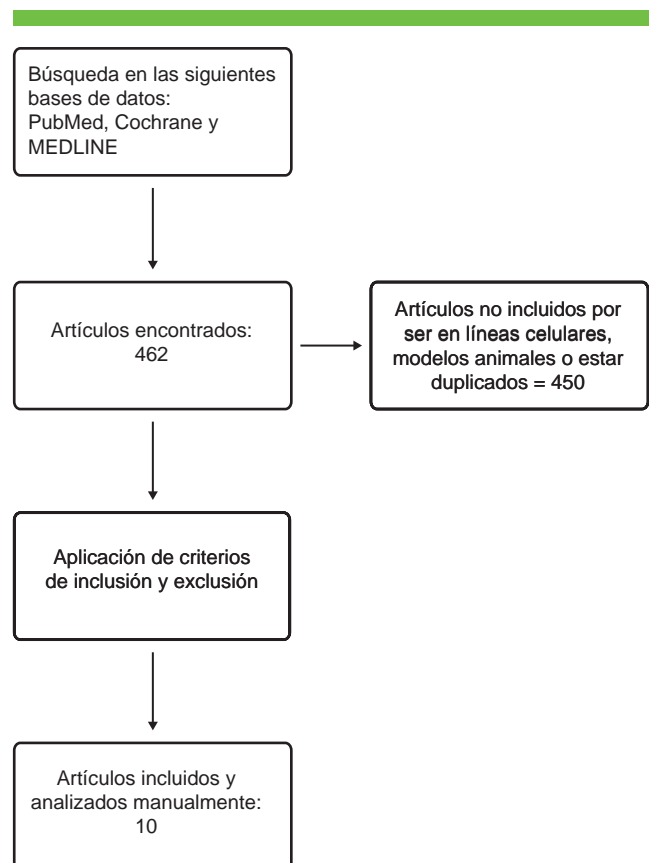 Búsqueda en las siguientes
bases de datos:
PubMed, Cochrane y
MEDLINE
Artículos encontrados:
462
Artículos no incluidos por
ser en líneas celulares,
modelos animales o estar
duplicados = 450
Aplicación de criterios
de inclusión y exclusión
Artículos incluidos y
analizados manualmente:
10